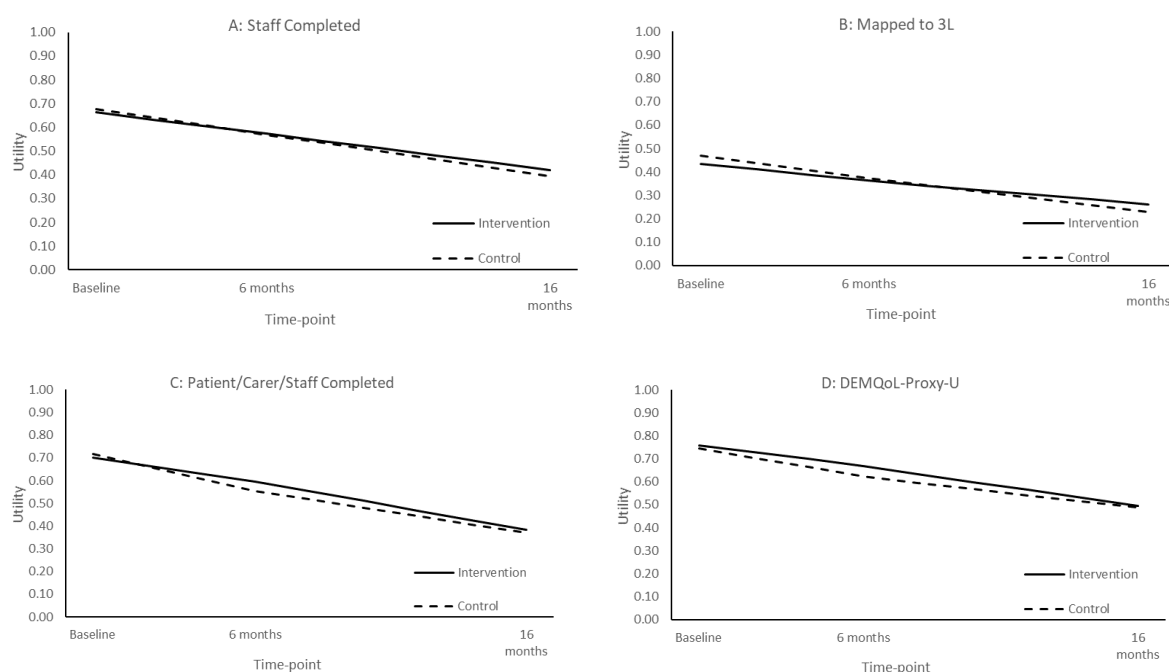 A: Staff Completed
1.00
0.90
0.80
0.70
0.60
0.50
0.40
0.30
0.20
0.10
0.00
Utility
Intervention
Control
Baseline
6 months
16
months
Time-point
B: Mapped to 3L
1.00
0.90
0.80
0.70
0.60
0.50
0.40
0.30
0.20
0.10
0.00
Utility
Intervention
Control
Baseline
6 months
16
months
Time-point
C: Patient/Carer/Staff Completed
1.00
0.90
0.80
0.70
0.60
0.50
0.40
0.30
0.20
0.10
0.00
Utility
Intervention
Control
Baseline
6 months
16
months
Time-point
D: DEMQoL-Proxy-U
1.00
0.90
0.80
0.70
0.60
0.50
0.40
0.30
0.20
0.10
0.00
Utility
Intervention
Control
Baseline
6 months
16
months
Time-point